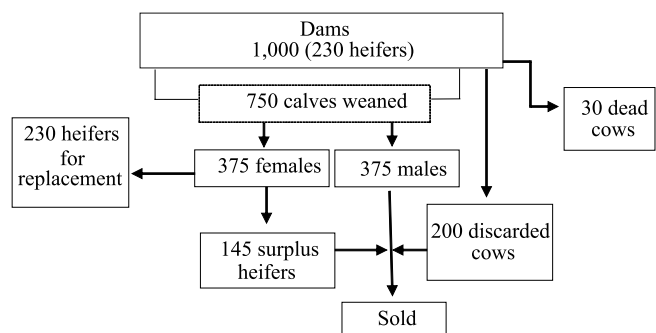 Dams
1,000 (230 heifers)
750 calves weaned
30 dead
cows
230 heifers
for
replacement
375 females
375 males
145 surplus
heifers
200 discarded
cows
Sold